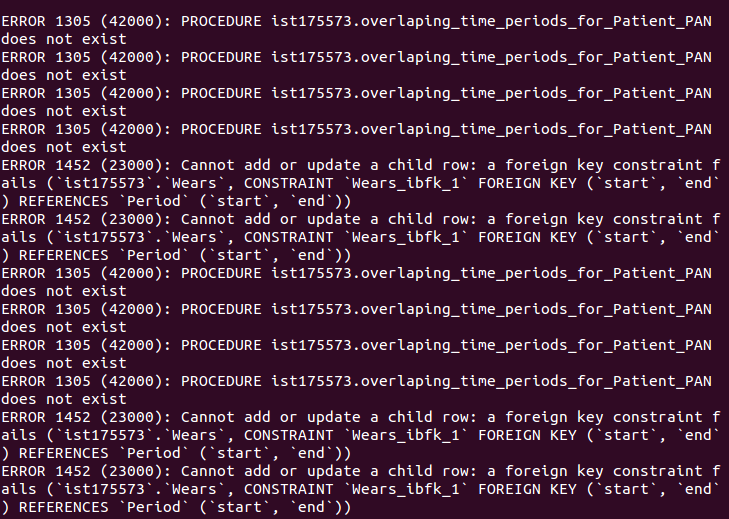 ERROR 1305 (42000): PROCEDURE ist175573.overlaping_time_periods_for_Patient_PAN
does not exist
ERROR 1305 (42000): PROCEDURE ist175573.overlaping_time_periods_for_Patient_PAN
does not exist
ERROR 1305 (42000): PROCEDURE ist175573.overlaping_time_periods_for_Patient_PAN
does not exist
ERROR 1305 (42000): PROCEDURE ist175573.overlaping_time_periods_for_Patient_PAN
does not exist
ERROR 1452 (23000): Cannot add or update a child row: a foreign key constraint f
ails (`ist175573`.`Wears`, CONSTRAINT `Wears_ibfk_1` FOREIGN KEY (`start`, `end`
) REFERENCES `Period` (`start`, `end`))
ERROR 1452 (23000): Cannot add or update a child row: a foreign key constraint f
ails (`ist175573`.`Wears`, CONSTRAINT `Wears_ibfk_1` FOREIGN KEY (`start`, `end`
) REFERENCES `Period` (`start`, `end`))
ERROR 1305 (42000): PROCEDURE ist175573.overlaping_time_periods_for_Patient_PAN
does not exist
ERROR 1305 (42000): PROCEDURE ist175573.overlaping_time_periods_for_Patient_PAN
does not exist
ERROR 1305 (42000): PROCEDURE ist175573.overlaping_time_periods_for_Patient_PAN
does not exist
ERROR 1305 (42000): PROCEDURE ist175573.overlaping_time_periods_for_Patient_PAN
does not exist
ERROR 1452 (23000): Cannot add or update a child row: a foreign key constraint f
ails (`ist175573`.`Wears`, CONSTRAINT `Wears_ibfk_1` FOREIGN KEY (`start`, `end`
) REFERENCES `Period` (`start`, `end`))
ERROR 1452 (23000): Cannot add or update a child row: a foreign key constraint f
ails (`ist175573`.`Wears`, CONSTRAINT `Wears_ibfk_1` FOREIGN KEY (`start`, `end`
) REFERENCES `Period` (`start`, `end`))